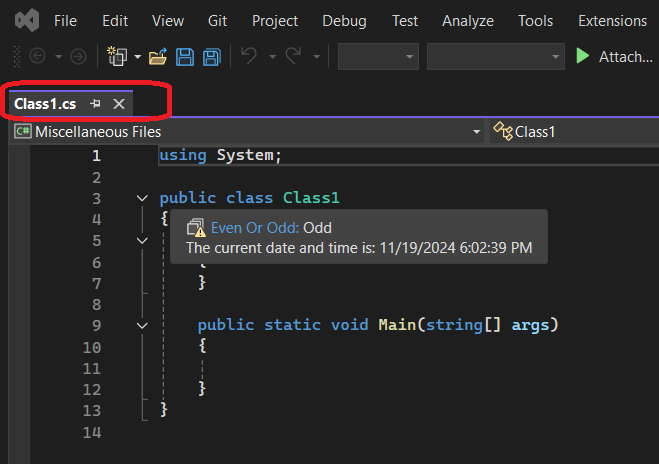 File Edit View Git Project Debug Test Analyze Tools Extensions
Attach...
Class1.cs
C# Miscellaneous Files Class1
1 using System;
2
3 public class Class1
4 {
Even Or Odd: Odd
5
The current date and time is: 11/19/2024 6:02:39 PM
6 {
7 }
8
9 public static void Main(string[] args)
10 {
11
12 }
13 }
14